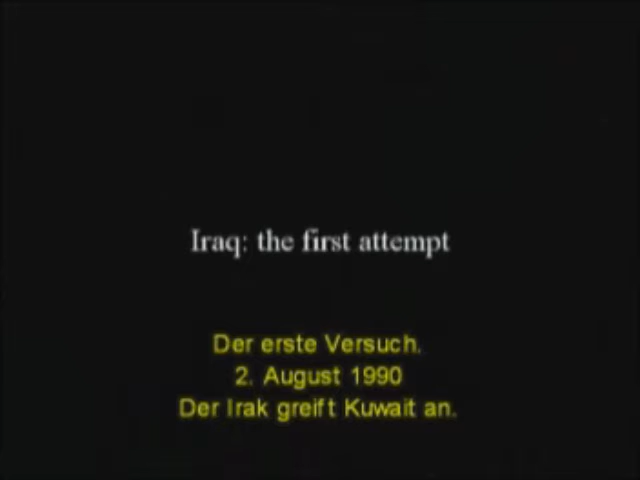 Iraq: the first attempt
Der erste Versuch.
2. August 1990
Der Irak greift Kuwait an.